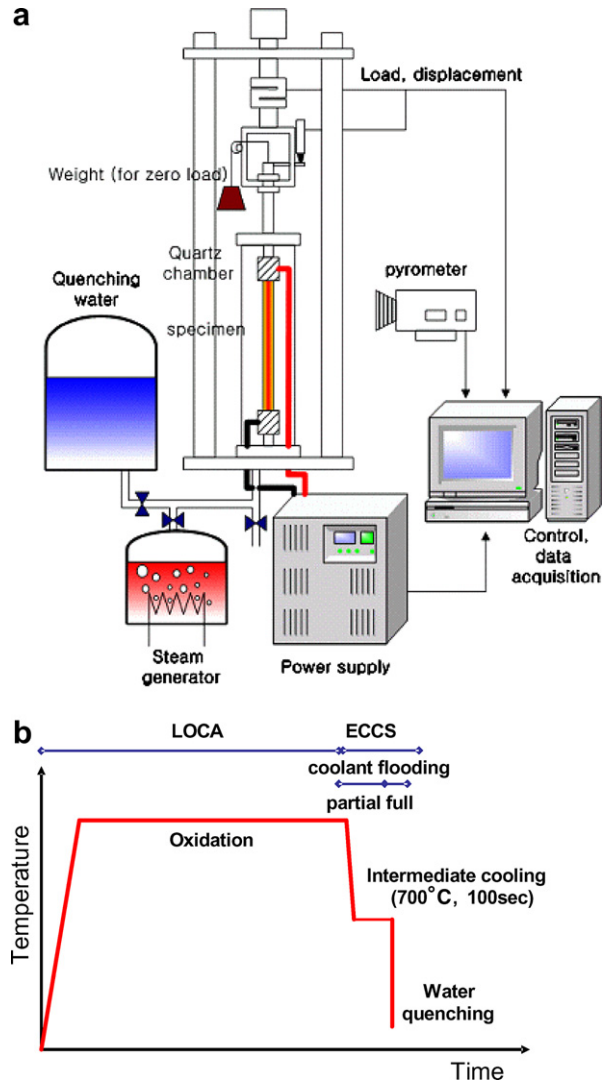 a
Load, displacement
Weight (for zero load)
Quartz
chamber
Quenching
water
pyrometer
specimen
Control,
data
acquisition
Steam
generator
Power supply
b
LOCA
ECCS
coolant flooding
partial full
Oxidation
Intermediate cooling
(700°C, 100sec)
Water
quenching
Temperature
Time